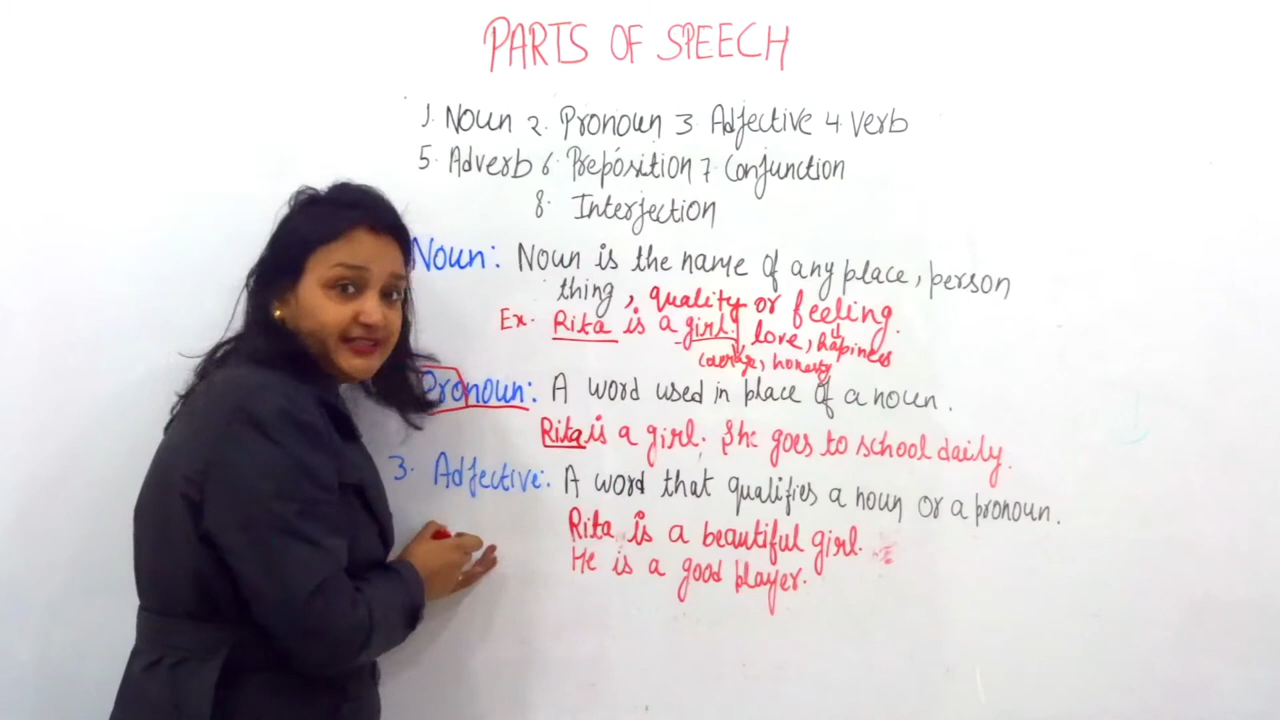 PARTS OF SPEECH
1. Noun 2. Pronoun 3. Adjective 4. Verb
5. Adverb 6. Preposition 7. Conjunction
8. Interjection
Noun: Noun is the name of any place, person
thing, quality or feeling.
Ex. Rita is a girl. love, hapiness
honesty
Pronoun: A word used in place of a noun.
Rita is a girl. She goes to school daily.
3. Adjective: A word that qualifies a noun or a pronoun.
Rita is a beautiful girl.
He is a good player.